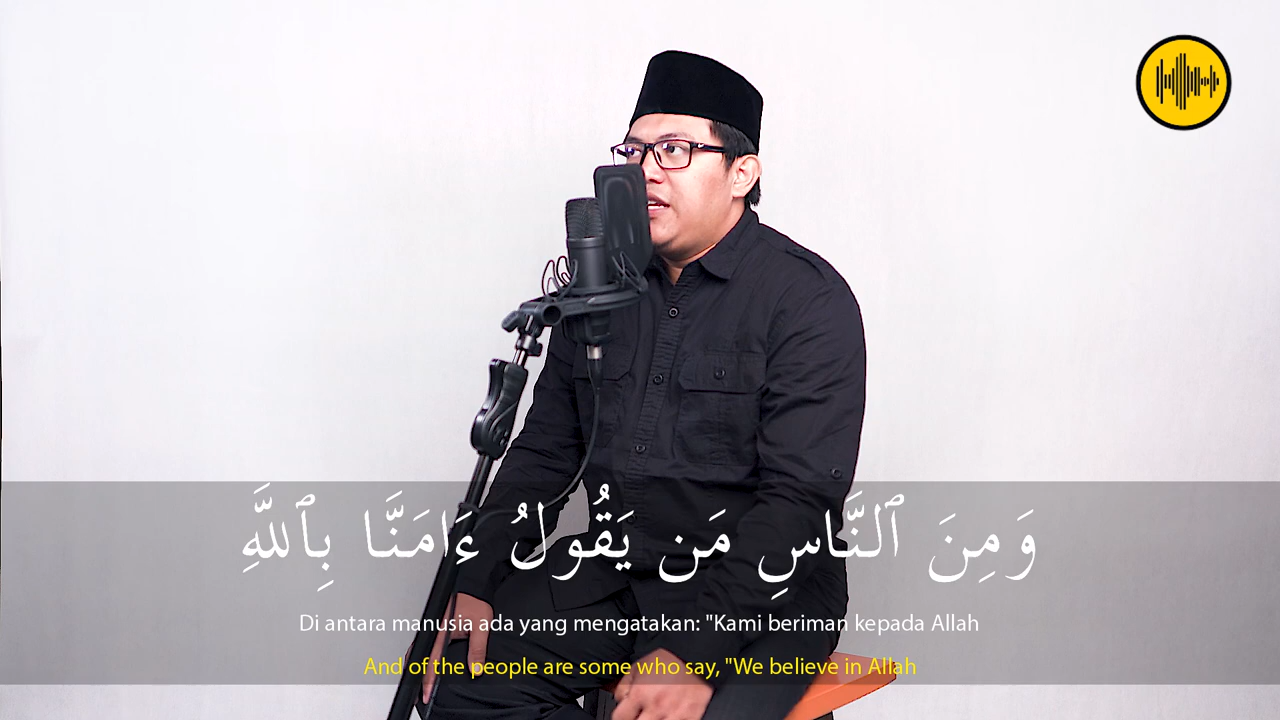 وَمِنَ ٱلنَّاسِ مَن يَقُولُ ءَامَنَّا بِٱللَّهِ
Di antara manusia ada yang mengatakan: "Kami beriman kepada Allah
And of the people are some who say, "We believe in Allah